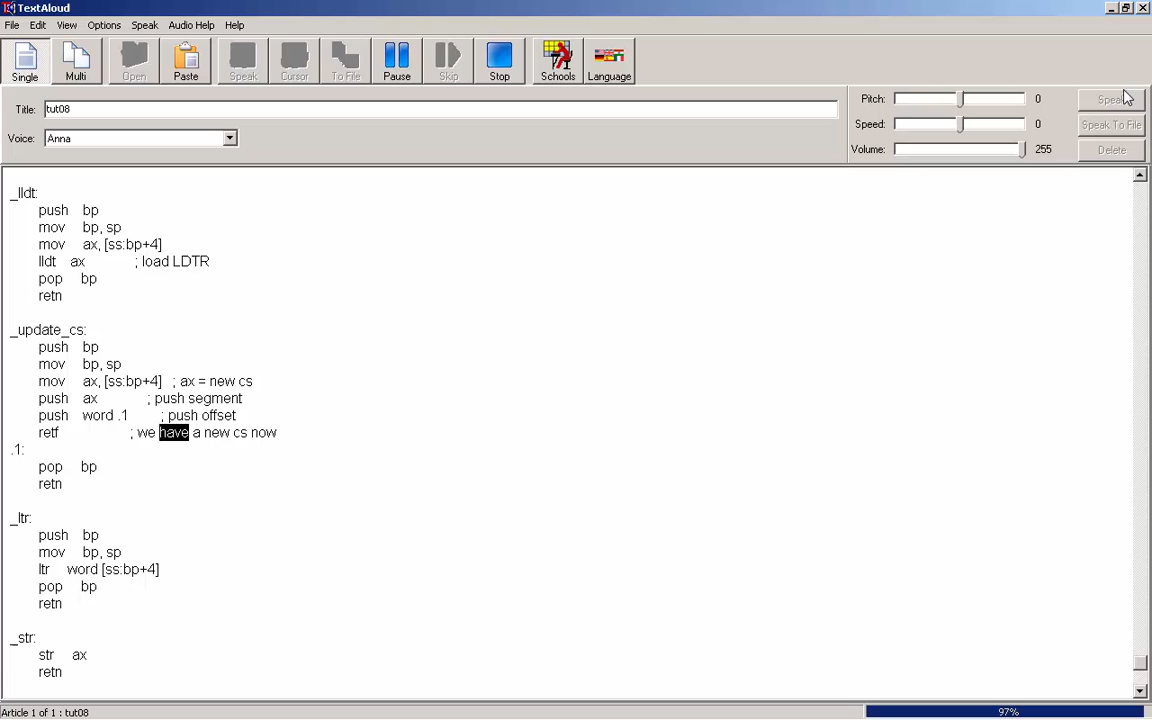 TextAloud
File Edit View Options Speak Audio Help Help
Single Multi Open Paste Speak Cursor To File Pause Skip Stop Schools Language
Title: tut08
Voice: Anna
Pitch: 0 Speak
Speed: 0 Speak To File
Volume: 255 Delete
_lldt:
push bp
mov bp, sp
mov ax, [ss:bp+4]
lldt ax ; load LDTR
pop bp
retn
_update_cs:
push bp
mov bp, sp
mov ax, [ss:bp+4] ; ax = new cs
push ax ; push segment
push word .1 ; push offset
retf ; we have a new cs now
.1:
pop bp
retn
_ltr:
push bp
mov bp, sp
ltr word [ss:bp+4]
pop bp
retn
_str:
str ax
retn
Article 1 of 1 : tut08 97%